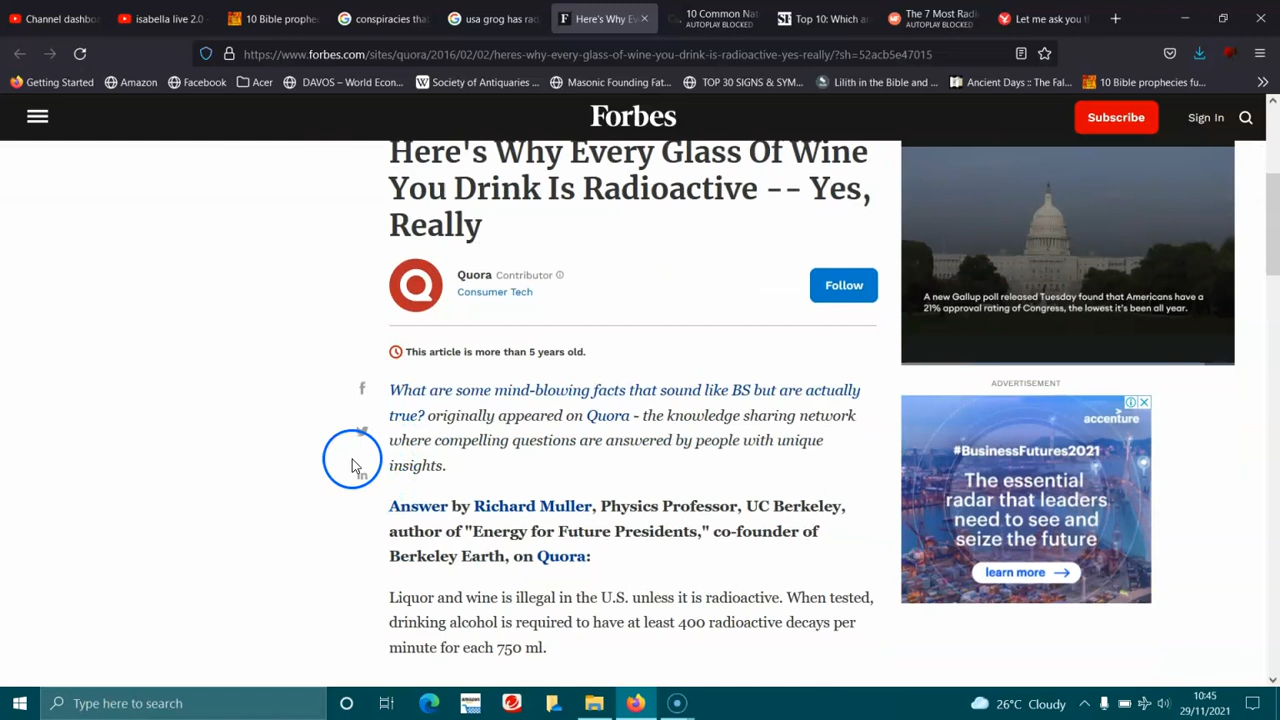 Channel dashbo
isabella live 2.0
10 Bible prophec
conspiracies tha
usa grog has rad
Here's Why Ev
10 Common Nat
AUTOPLAY BLOCKED
Top 10: Which ar
The 7 Most Radi
AUTOPLAY BLOCKED
Let me ask you t
https://www.forbes.com/sites/quora/2016/02/02/heres-why-every-glass-of-wine-you-drink-is-radioactive-yes-really/?sh=52acb5e47015
Getting Started
Amazon
Facebook
Acer
DAVOS – World Econ...
Society of Antiquaries ...
Masonic Founding Fat...
TOP 30 SIGNS & SYM...
Lilith in the Bible and ...
Ancient Days :: The Fal...
10 Bible prophecies fu...
Forbes
Subscribe
Sign In
Here's Why Every Glass Of Wine
You Drink Is Radioactive -- Yes,
Really
Quora Contributor
Consumer Tech
Follow
This article is more than 5 years old.
What are some mind-blowing facts that sound like BS but are actually
true? originally appeared on Quora - the knowledge sharing network
where compelling questions are answered by people with unique
insights.
Answer by Richard Muller, Physics Professor, UC Berkeley,
author of "Energy for Future Presidents," co-founder of
Berkeley Earth, on Quora:
Liquor and wine is illegal in the U.S. unless it is radioactive. When tested,
drinking alcohol is required to have at least 400 radioactive decays per
minute for each 750 ml.
A new Gallup poll released Tuesday found that Americans have a
21% approval rating of Congress, the lowest it's been all year.
ADVERTISEMENT
accenture
#BusinessFutures2021
The essential
radar that leaders
need to see and
seize the future
learn more
Type here to search
amazon
26°C Cloudy
10:45
29/11/2021